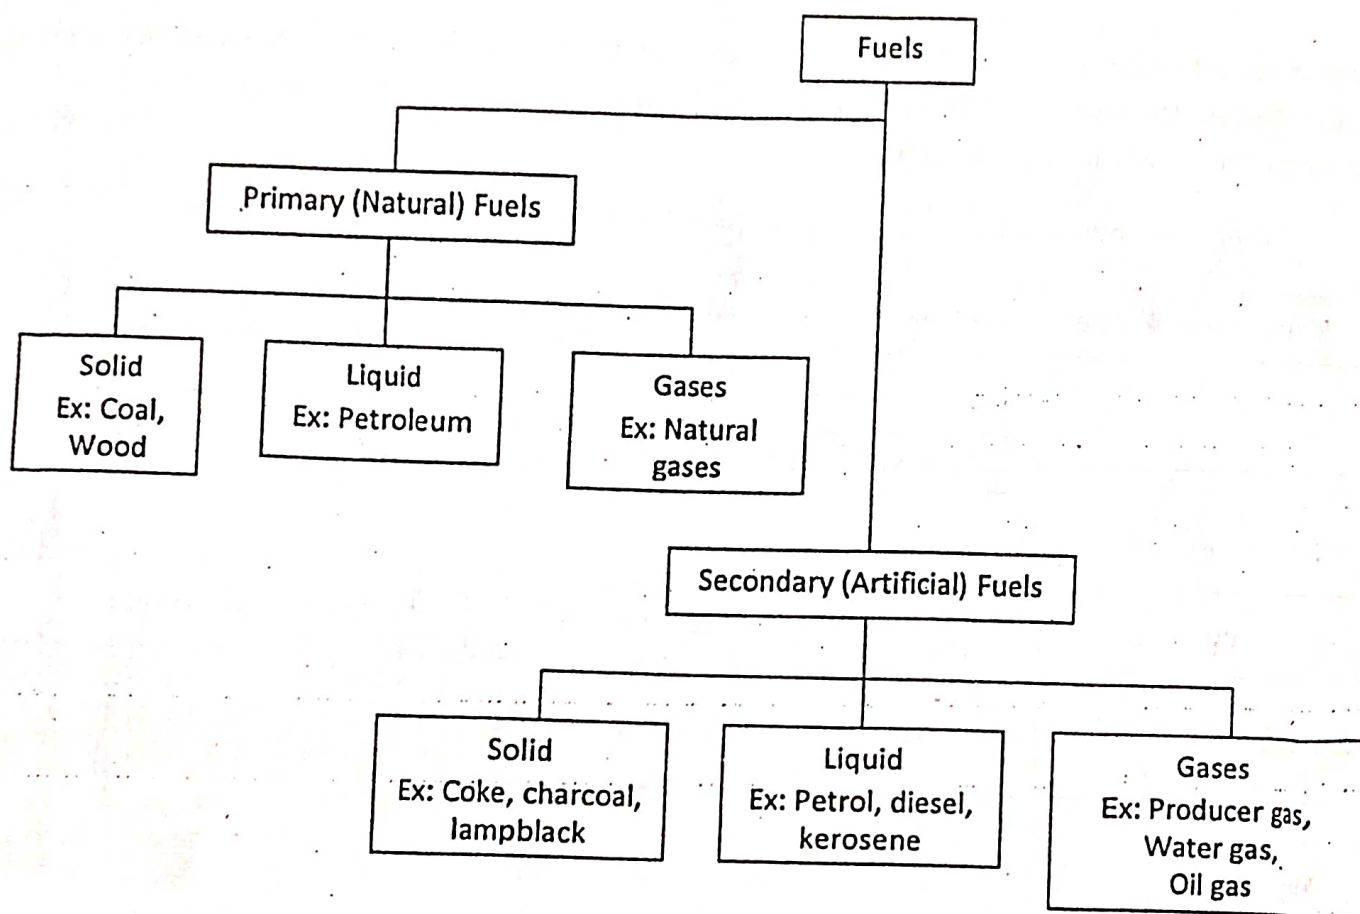 Fuels
Primary (Natural) Fuels
Solid
Ex: Coal,
Wood
Liquid
Ex: Petroleum
Gases
Ex: Natural
gases
Secondary (Artificial) Fuels
Solid
Ex: Coke, charcoal,
lampblack
Liquid
Ex: Petrol, diesel,
kerosene
Gases
Ex: Producer gas,
Water gas,
Oil gas